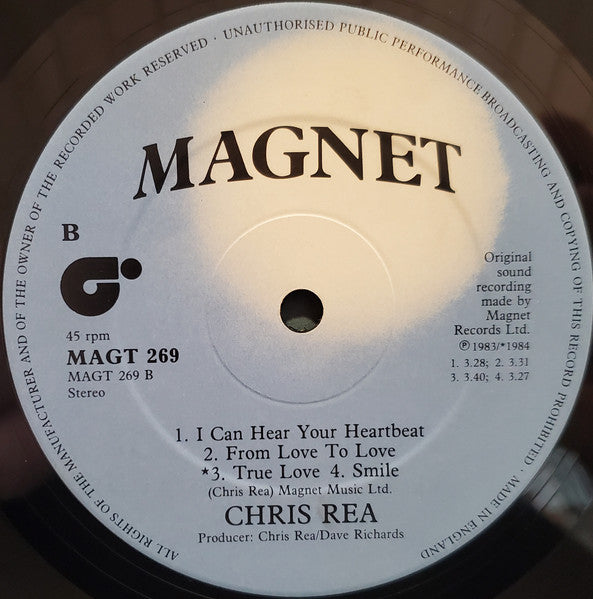 ALL RIGHTS OF THE MANUFACTURER AND OF THE OWNER OF THE RECORDED WORK RESERVED · UNAUTHORISED PUBLIC PERFORMANCE BROADCASTING AND COPYING OF THIS RECORD PROHIBITED · MADE IN ENGLAND
MAGNET
B
45 rpm
MAGT 269
MAGT 269 B
Stereo
Original
sound
recording
made by
Magnet
Records Ltd.
℗ 1983/*1984
1. 3.28; 2. 3.31
3. 3.40; 4. 3.27
1. I Can Hear Your Heartbeat
2. From Love To Love
*3. True Love 4. Smile
(Chris Rea) Magnet Music Ltd.
CHRIS REA
Producer: Chris Rea/Dave Richards